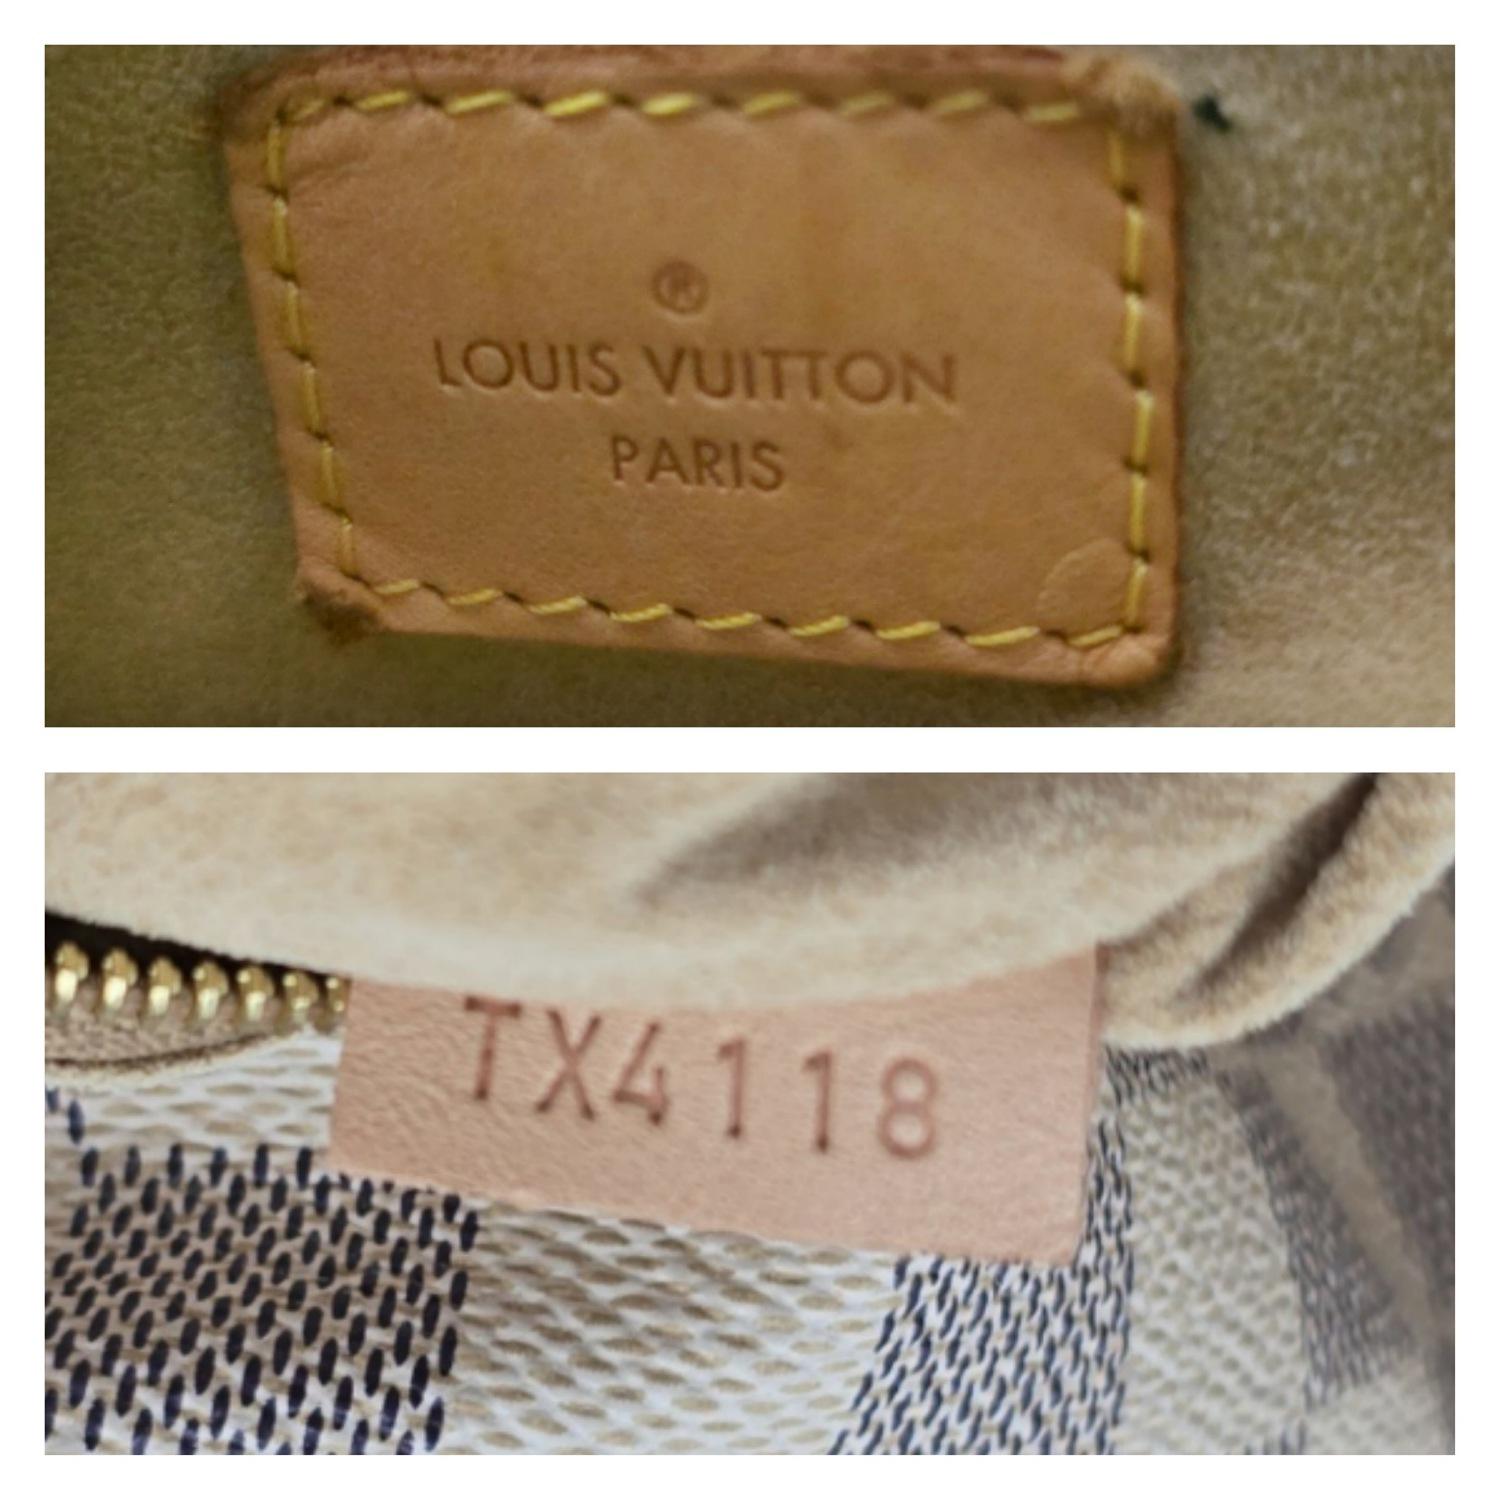 ®
LOUIS VUITTON
PARIS
TX4118